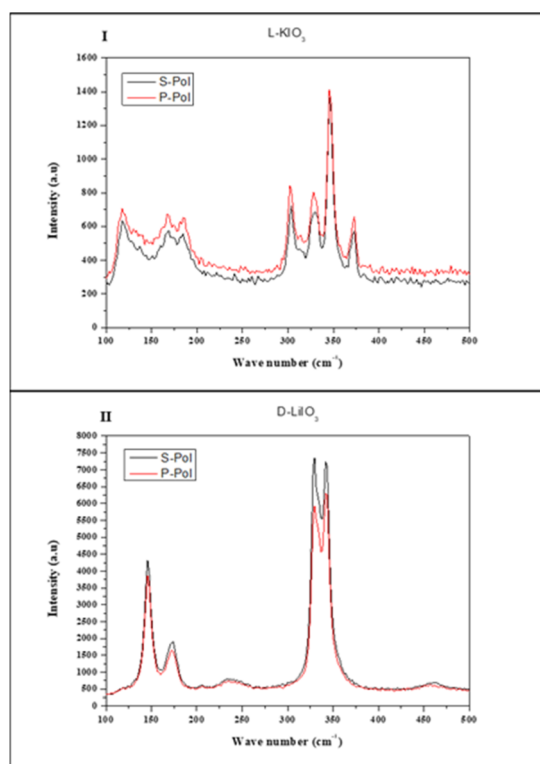 I
L-KIO₃
1600
1400
1200
1000
800
600
400
200
0
S-Pol
P-Pol
Intensity (a.u)
100 150 200 250 300 350 400 450 500
Wave number (cm⁻¹)
II
D-LiIO₃
8000
7500
7000
6500
6000
5500
5000
4500
4000
3500
3000
2500
2000
1500
1000
500
0
S-Pol
P-Pol
Intensity (a.u)
100 150 200 250 300 350 400 450 500
Wave number (cm⁻¹)